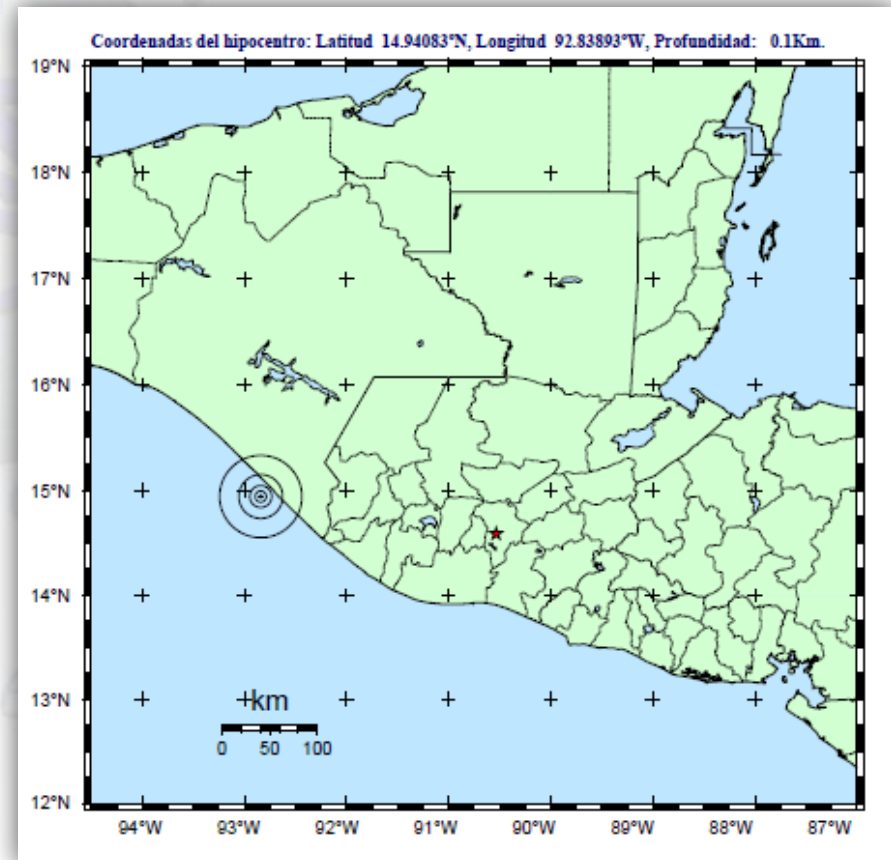 Coordenadas del hipocentro: Latitud 14.94083°N, Longitud 92.83893°W, Profundidad: 0.1Km.
19°N
18°N
17°N
16°N
15°N
14°N
13°N
km
0 50 100
12°N
94°W 93°W 92°W 91°W 90°W 89°W 88°W 87°W